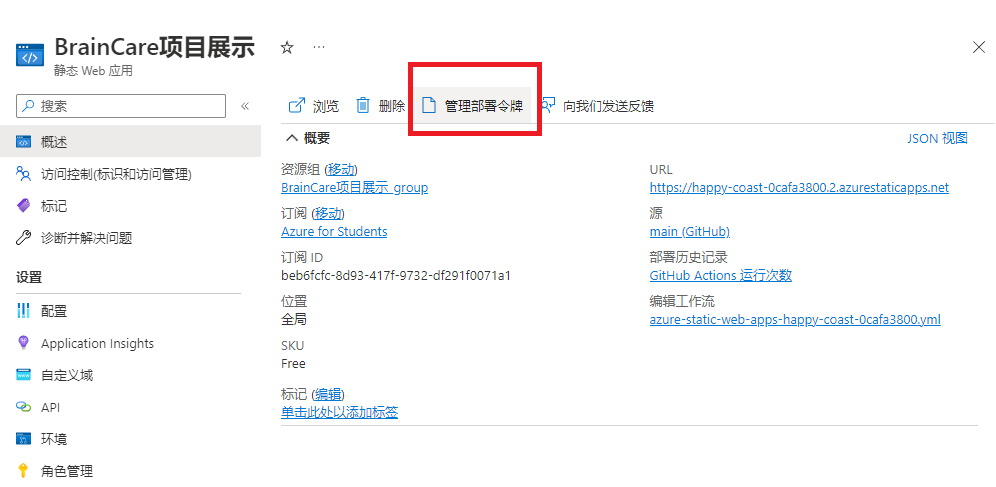 BrainCare项目展示
静态 Web 应用
搜索
«
概述
访问控制(标识和访问管理)
标记
诊断并解决问题
设置
配置
Application Insights
自定义域
API
环境
角色管理
浏览 删除 管理部署令牌 向我们发送反馈
概要
JSON 视图
资源组 (移动)
BrainCare项目展示_group
订阅 (移动)
Azure for Students
订阅 ID
beb6fcfc-8d93-417f-9732-df291f0071a1
位置
全局
SKU
Free
标记 (编辑)
单击此处以添加标签
URL
https://happy-coast-0cafa3800.2.azurestaticapps.net
源
main (GitHub)
部署历史记录
GitHub Actions 运行次数
编辑工作流
azure-static-web-apps-happy-coast-0cafa3800.yml